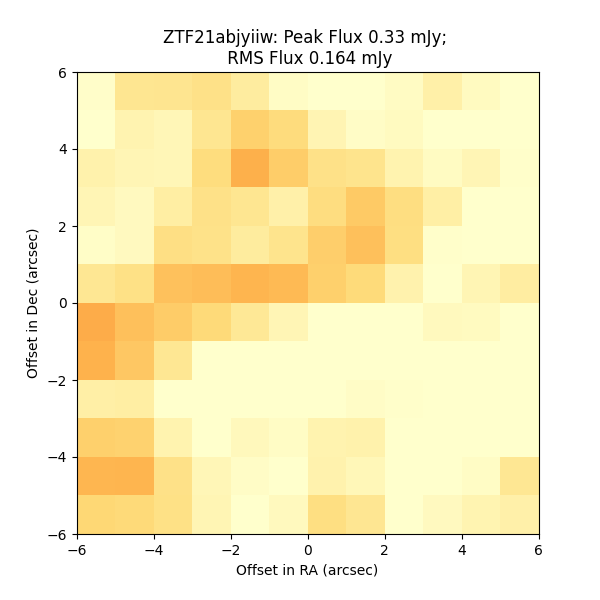 ZTF21abjyiiw: Peak Flux 0.33 mJy;
RMS Flux 0.164 mJy
6
4
2
0
−2
−4
−6
Offset in Dec (arcsec)
−6 −4 −2 0 2 4 6
Offset in RA (arcsec)